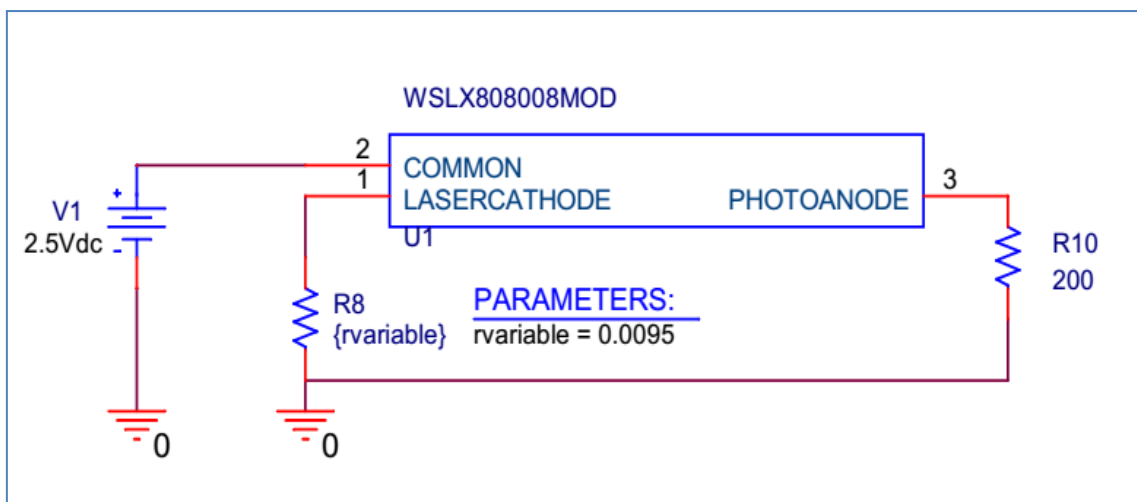 WSLX808008MOD
2
COMMON
1
LASERCATHODE
PHOTOANODE
3
U1
+
V1
2.5Vdc
-
R10
200
R8
{rvariable}
PARAMETERS:
rvariable = 0.0095
0
0